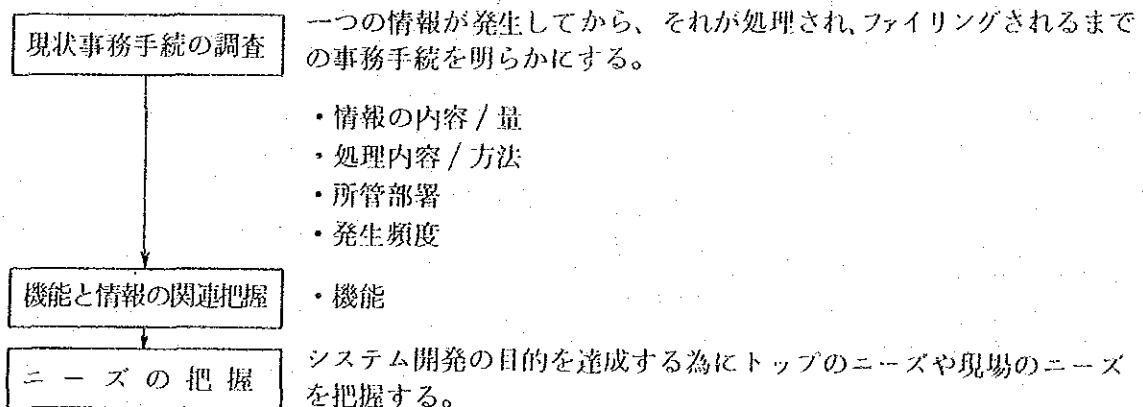 現状事務手続の調査
一つの情報が発生してから、それが処理され、ファイリングされるまで
の事務手続を明らかにする。
・情報の内容/量
・処理内容/方法
・所管部署
・発生頻度
機能と情報の関連把握
・機能
ニーズの把握
システム開発の目的を達成する為にトップのニーズや現場のニーズ
を把握する。